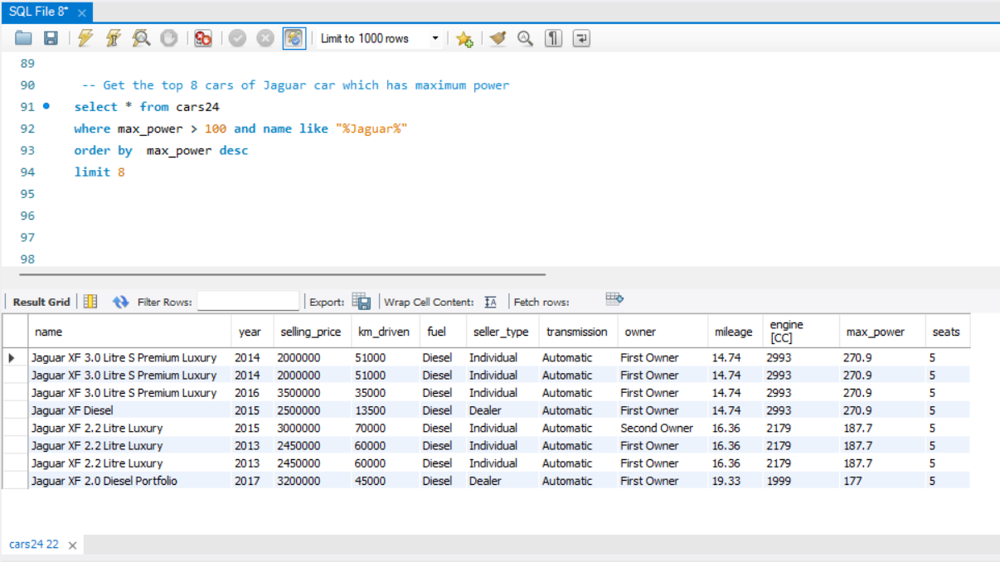 SQL File 8*
Limit to 1000 rows
89
90 -- Get the top 8 cars of Jaguar car which has maximum power
91 select * from cars24
92 where max_power > 100 and name like "%Jaguar%"
93 order by  max_power desc
94 limit 8
95
96
97
98
Result Grid Filter Rows: Export: Wrap Cell Content: Fetch rows:
name year selling_price km_driven fuel seller_type transmission owner mileage engine [CC] max_power seats
Jaguar XF 3.0 Litre S Premium Luxury 2014 2000000 51000 Diesel Individual Automatic First Owner 14.74 2993 270.9 5
Jaguar XF 3.0 Litre S Premium Luxury 2014 2000000 51000 Diesel Individual Automatic First Owner 14.74 2993 270.9 5
Jaguar XF 3.0 Litre S Premium Luxury 2016 3500000 35000 Diesel Individual Automatic First Owner 14.74 2993 270.9 5
Jaguar XF Diesel 2015 2500000 13500 Diesel Dealer Automatic First Owner 14.74 2993 270.9 5
Jaguar XF 2.2 Litre Luxury 2015 3000000 70000 Diesel Individual Automatic Second Owner 16.36 2179 187.7 5
Jaguar XF 2.2 Litre Luxury 2013 2450000 60000 Diesel Individual Automatic First Owner 16.36 2179 187.7 5
Jaguar XF 2.2 Litre Luxury 2013 2450000 60000 Diesel Individual Automatic First Owner 16.36 2179 187.7 5
Jaguar XF 2.0 Diesel Portfolio 2017 3200000 45000 Diesel Dealer Automatic First Owner 19.33 1999 177 5
cars24 22